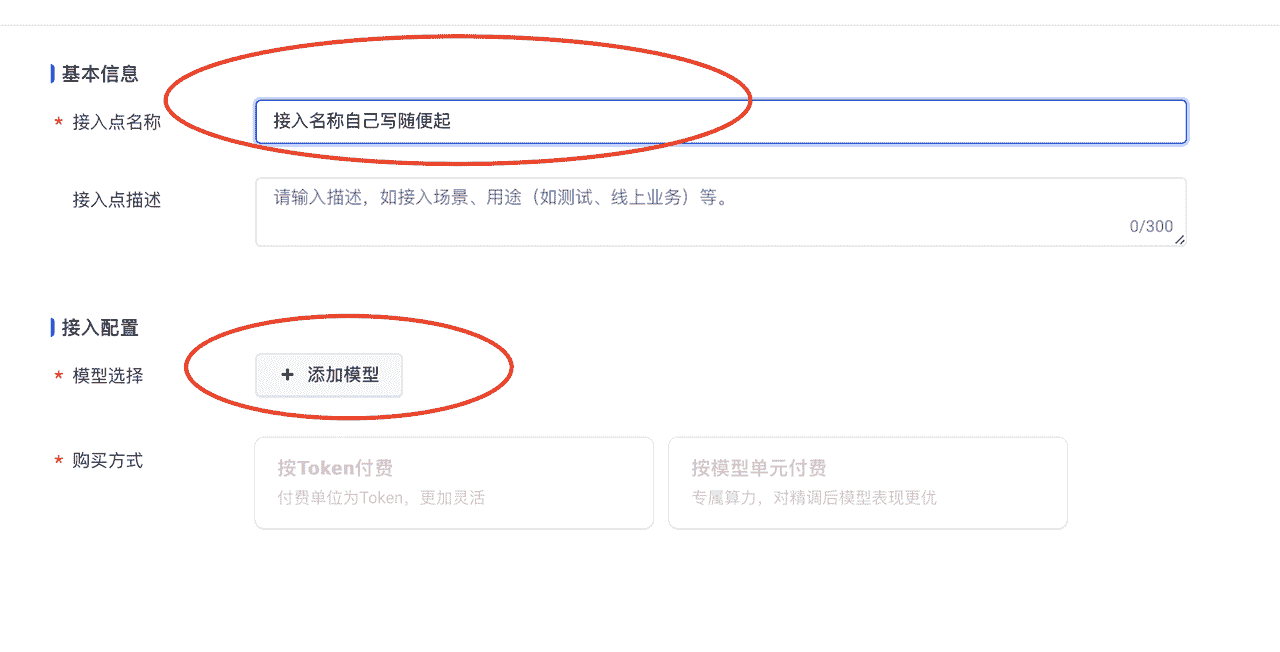 基本信息
* 接入点名称
接入名称自己写随便起
接入点描述
请输入描述，如接入场景、用途（如测试、线上业务）等。
0/300
接入配置
* 模型选择
+ 添加模型
* 购买方式
按Token付费
付费单位为Token，更加灵活
按模型单元付费
专属算力，对精调后模型表现更优